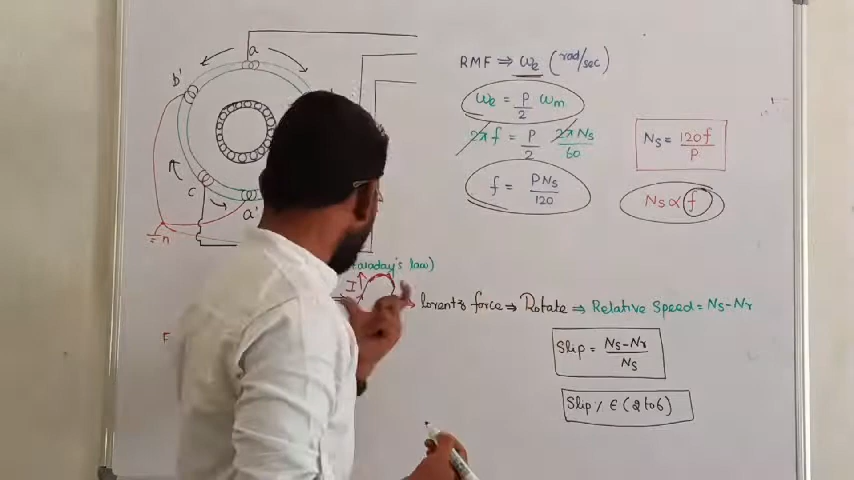 a
b'
c
a'
n
RMF ⇒ ωe (rad/sec)
ωe = P/2 ωm
2πf = P/2 2πNs/60
f = PNs/120
Ns = 120f/P
Ns ∝ f
Faraday's law)
I
Lorentz force ⇒ Rotate ⇒ Relative Speed = Ns-Nr
F
Slip = Ns-Nr/Ns
Slip % ∈ (2 to 6)